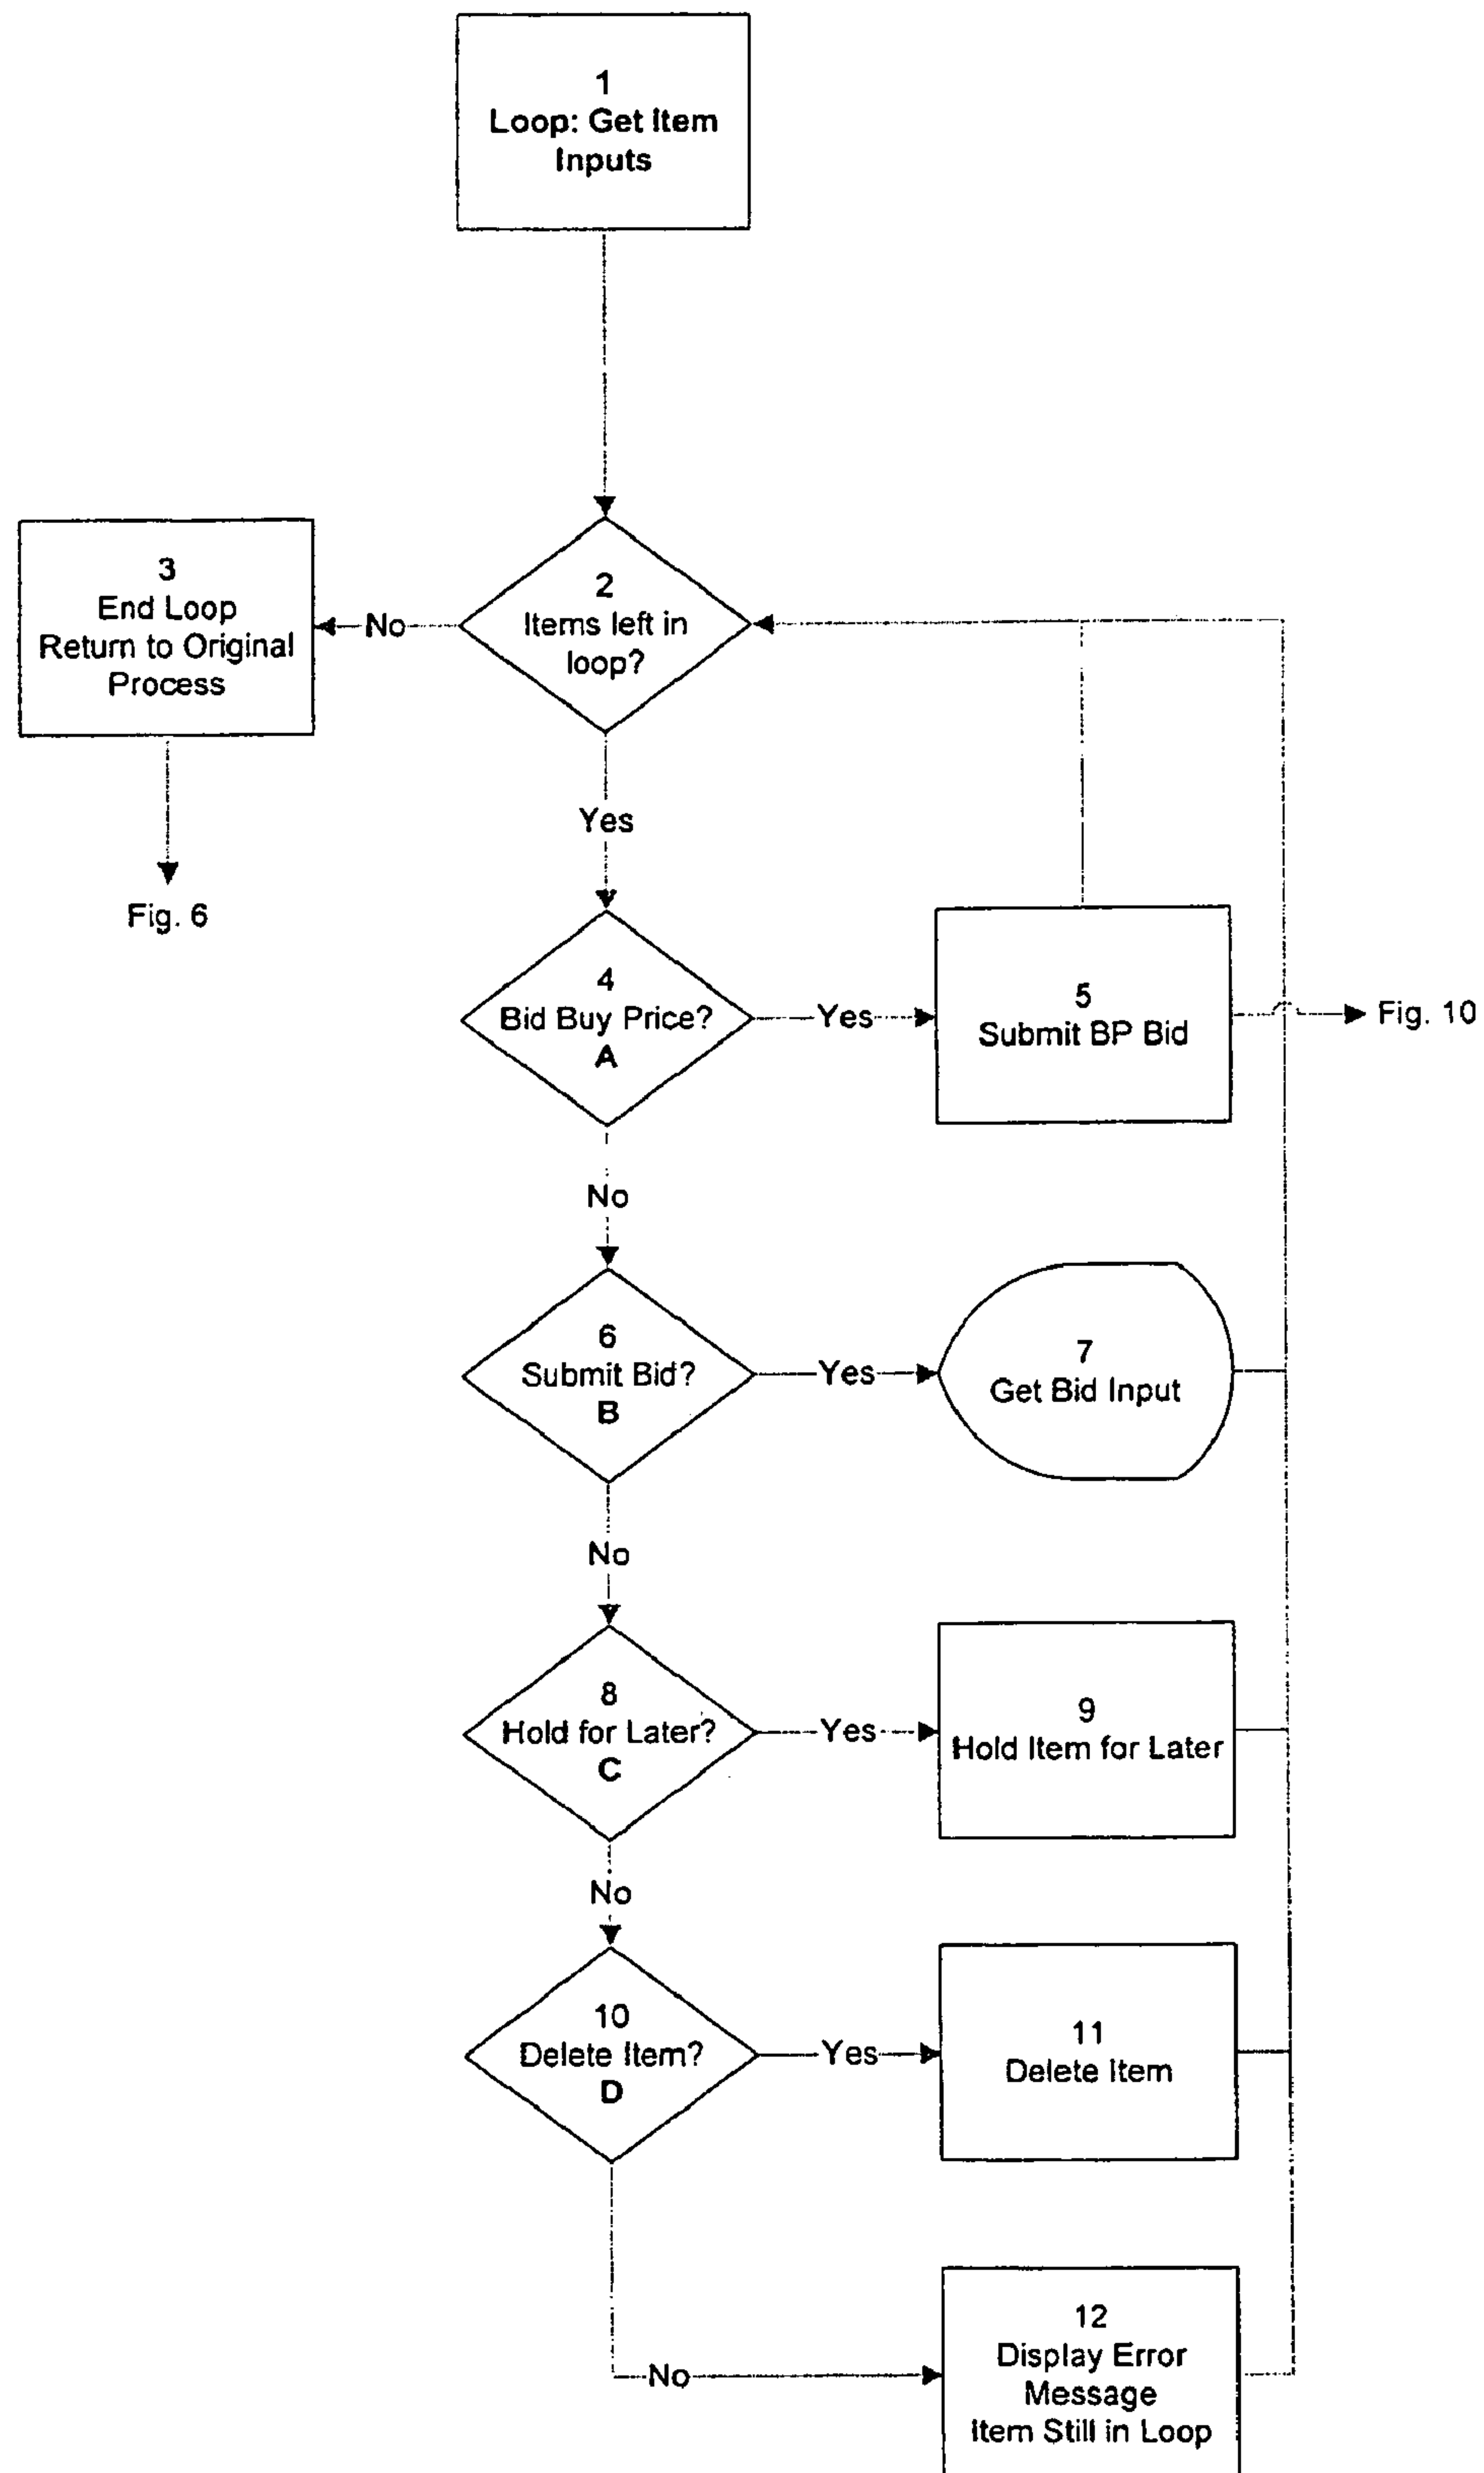 1
Loop: Get Item
Inputs
2
Items left in
loop?
No
3
End Loop
Return to Original
Process
Fig. 6
Yes
4
Bid Buy Price?
A
Yes
5
Submit BP Bid
Fig. 10
No
6
Submit Bid?
B
Yes
7
Get Bid Input
No
8
Hold for Later?
C
Yes
9
Hold Item for Later
No
10
Delete Item?
D
Yes
11
Delete Item
No
12
Display Error
Message
Item Still in Loop